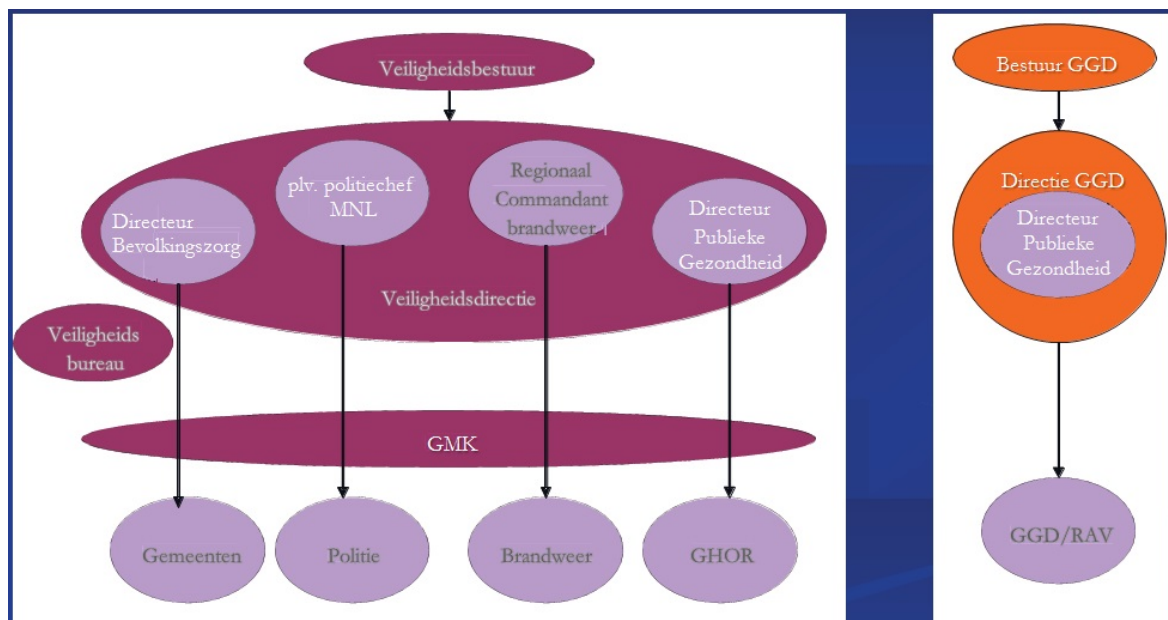 Veiligheidsbestuur
plv. politiechef
MNL
Regionaal
Commandant
brandweer
Directeur
Bevolkingszorg
Directeur
Publieke
Gezondheid
Veiligheidsdirectie
Veiligheids
bureau
GMK
Gemeenten
Politie
Brandweer
GHOR
Bestuur GGD
Directie GGD
Directeur
Publieke
Gezondheid
GGD/RAV